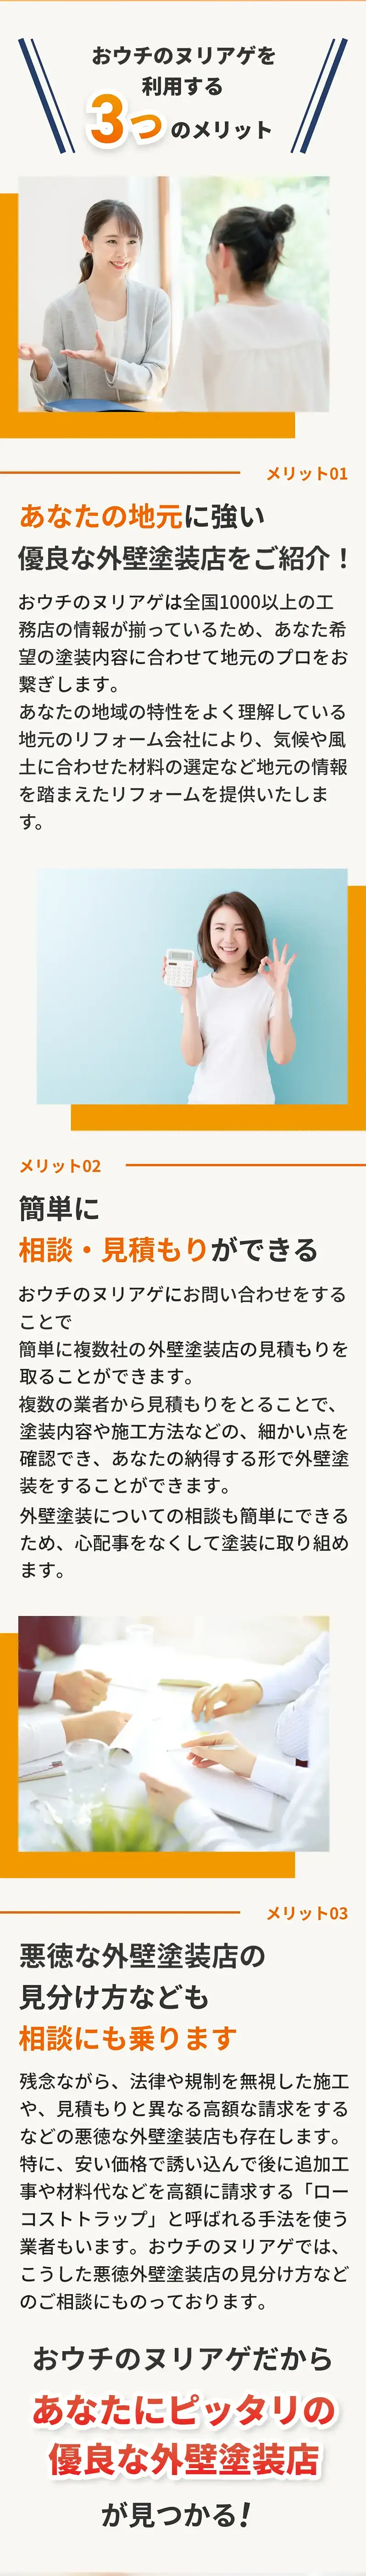 おウチのヌリアゲを
利用する
3つのメリット
メリット01
あなたの地元に強い
優良な外壁塗装店をご紹介！
おウチのヌリアゲは全国1000以上の工
務店の情報が揃っているため、あなた希
望の塗装内容に合わせて地元のプロをお
繋ぎします。
あなたの地域の特性をよく理解している
地元のリフォーム会社により、気候や風
土に合わせた材料の選定など地元の情報
を踏まえたリフォームを提供いたしま
す。
メリット02
簡単に
相談・見積もりができる
おウチのヌリアゲにお問い合わせをする
ことで
簡単に複数社の外壁塗装店の見積もりを
取ることができます。
複数の業者から見積もりをとることで、
塗装内容や施工方法などの、細かい点を
確認でき、あなたの納得する形で外壁塗
装をすることができます。
外壁塗装についての相談も簡単にできる
ため、心配事をなくして塗装に取り組め
ます。
メリット03
悪徳な外壁塗装店の
見分け方なども
相談にも乗ります
残念ながら、法律や規制を無視した施工
や、見積もりと異なる高額な請求をする
などの悪徳な外壁塗装店も存在します。
特に、安い価格で誘い込んで後に追加工
事や材料代などを高額に請求する「ロー
コストトラップ」と呼ばれる手法を使う
業者もいます。おウチのヌリアゲでは、
こうした悪徳外壁塗装店の見分け方など
のご相談にものっております。
おウチのヌリアゲだから
あなたにピッタリの
優良な外壁塗装店
が見つかる！